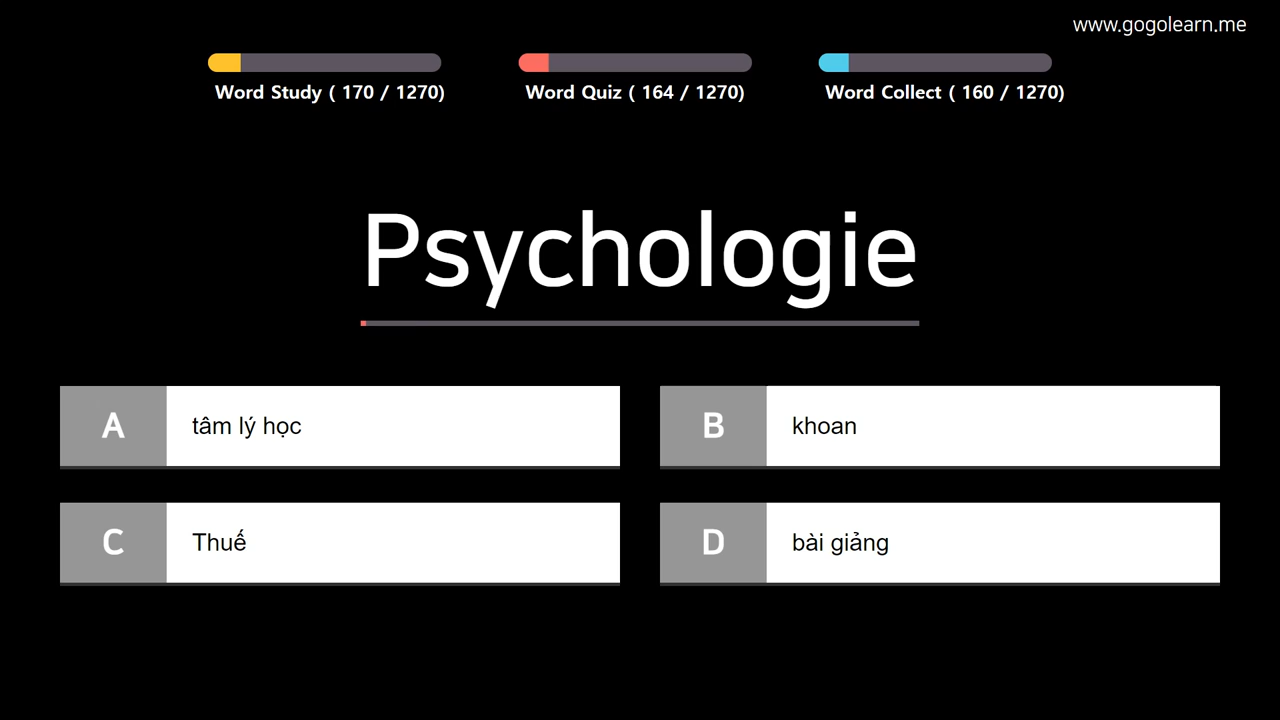 www.gogolearn.me
Word Study ( 170 / 1270)
Word Quiz ( 164 / 1270)
Word Collect ( 160 / 1270)
Psychologie
A
tâm lý học
B
khoan
C
Thuế
D
bài giảng